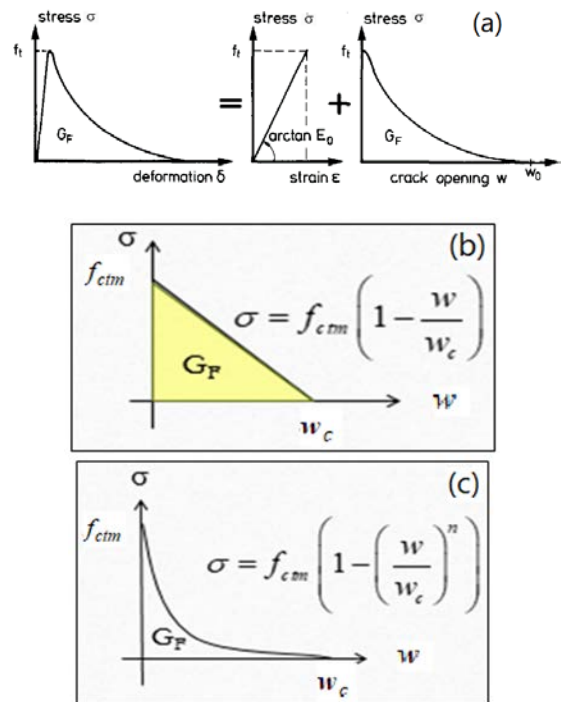 (a)
stress σ
stress σ
stress σ
f_t
f_t
f_t
=
+
G_F
arctan E_0
G_F
w_0
deformation δ
strain ε
crack opening w
(b)
σ
f_ctm
σ = f_ctm (1 - w/w_c)
G_F
w_c
w
(c)
σ
f_ctm
σ = f_ctm (1 - (w/w_c)^n)
G_F
w_c
w